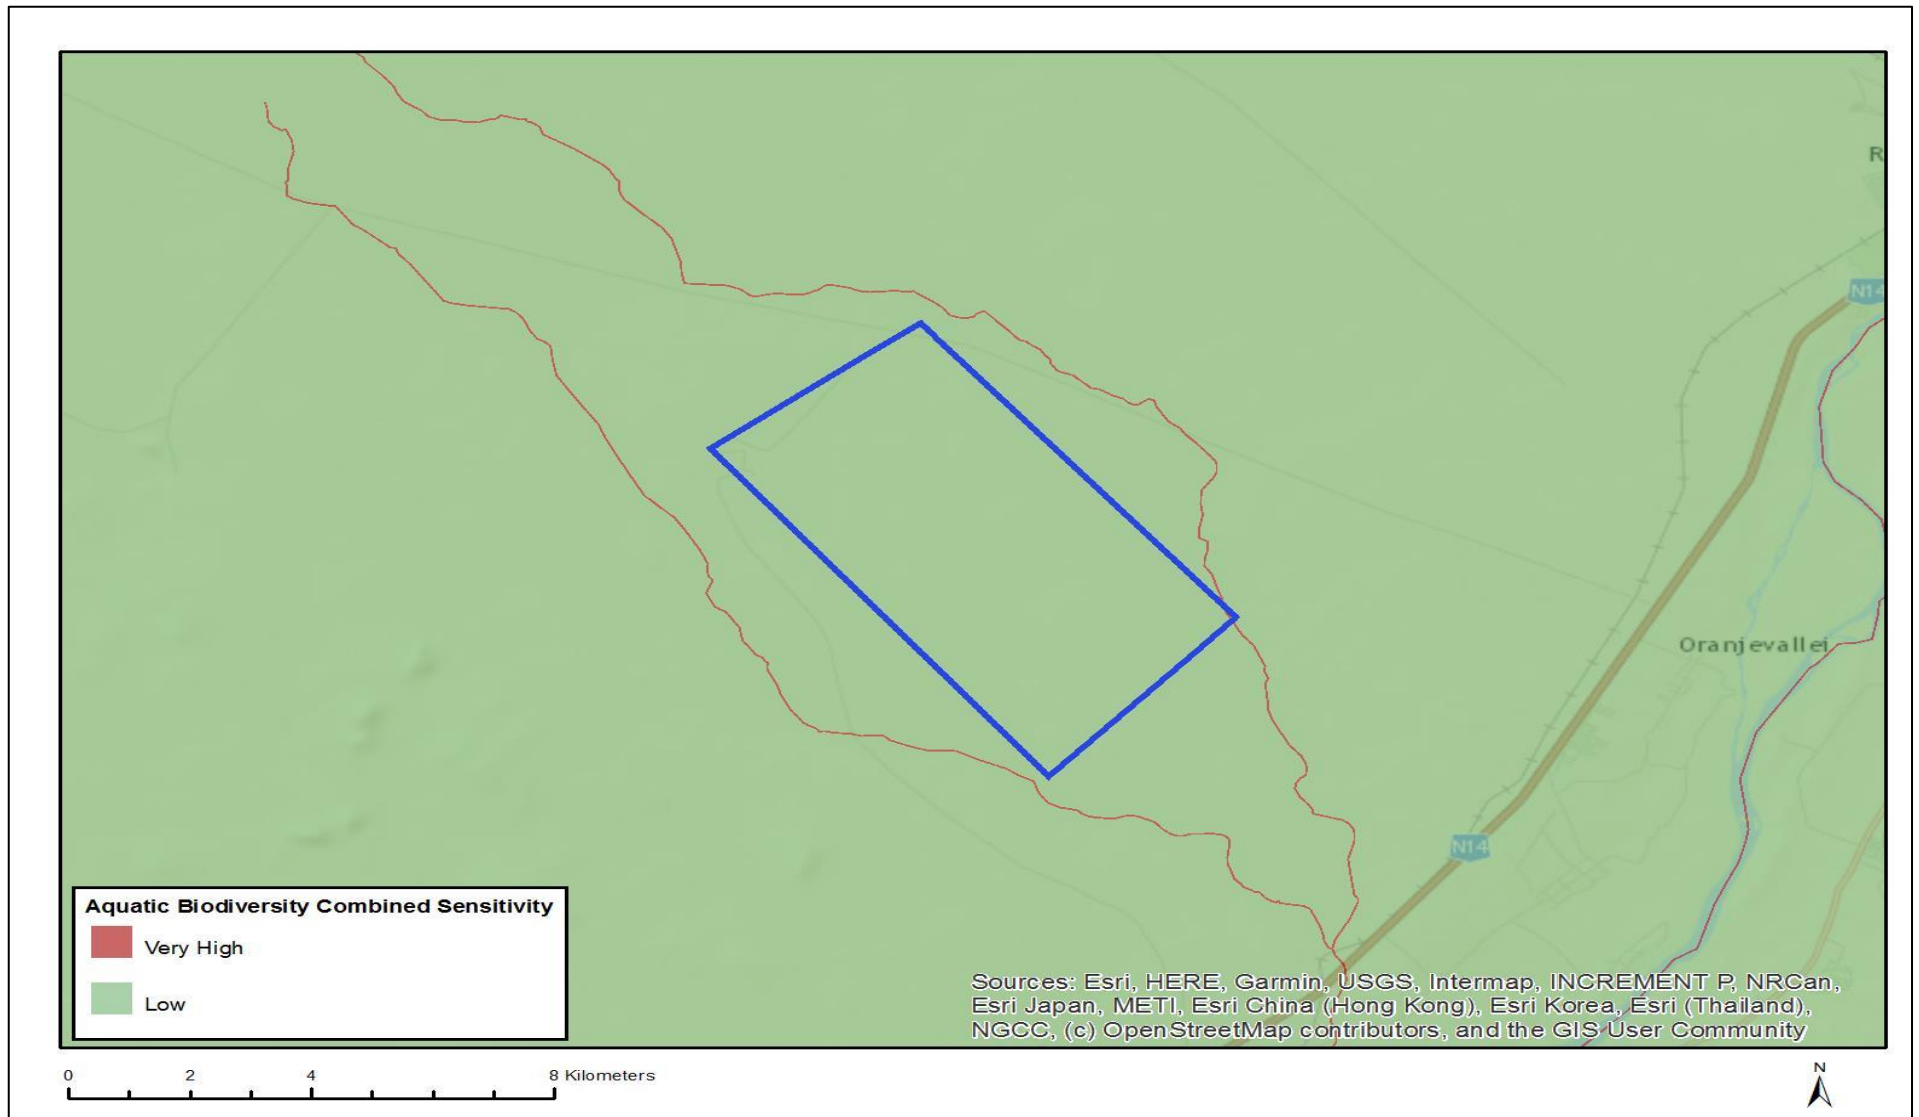 R
N14
Oranjevallei
N14
Aquatic Biodiversity Combined Sensitivity
Very High
Low
Sources: Esri, HERE, Garmin, USGS, Intermap, INCREMENT P, NRCan,
Esri Japan, METI, Esri China (Hong Kong), Esri Korea, Esri (Thailand),
NGCC, (c) OpenStreetMap contributors, and the GIS User Community
0 2 4 8 Kilometers
N